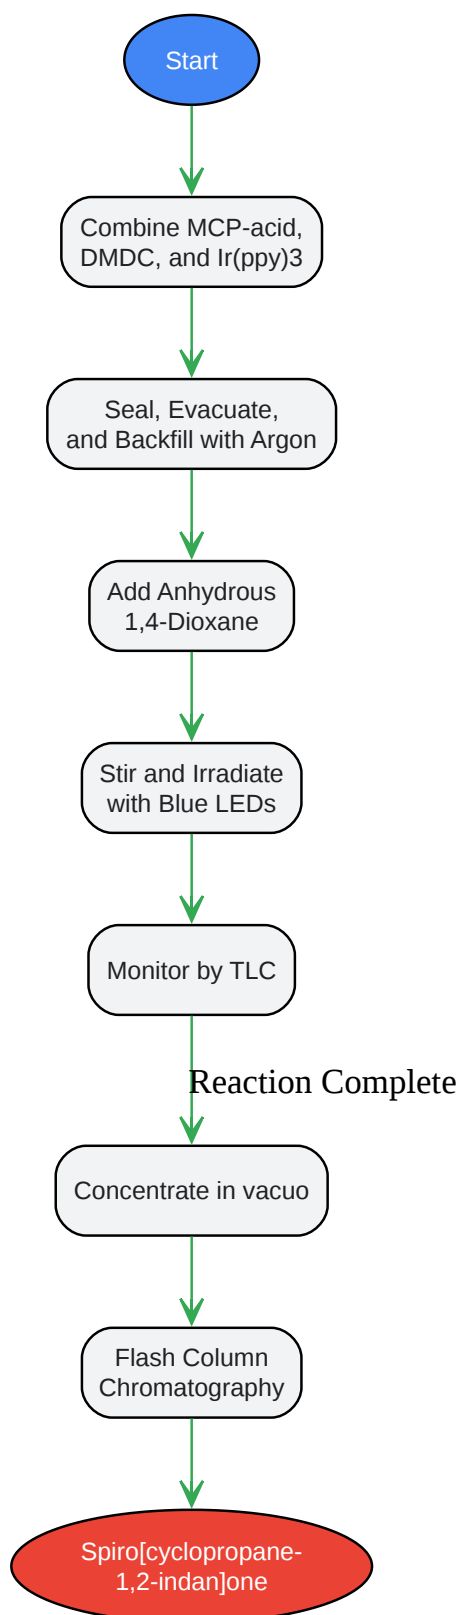 Start
Combine MCP-acid,
DMDC, and Ir(ppy)3
Seal, Evacuate,
and Backfill with Argon
Add Anhydrous
1,4-Dioxane
Stir and Irradiate
with Blue LEDs
Monitor by TLC
Reaction Complete
Concentrate in vacuo
Flash Column
Chromatography
Spiro[cyclopropane-
1,2-indan]one